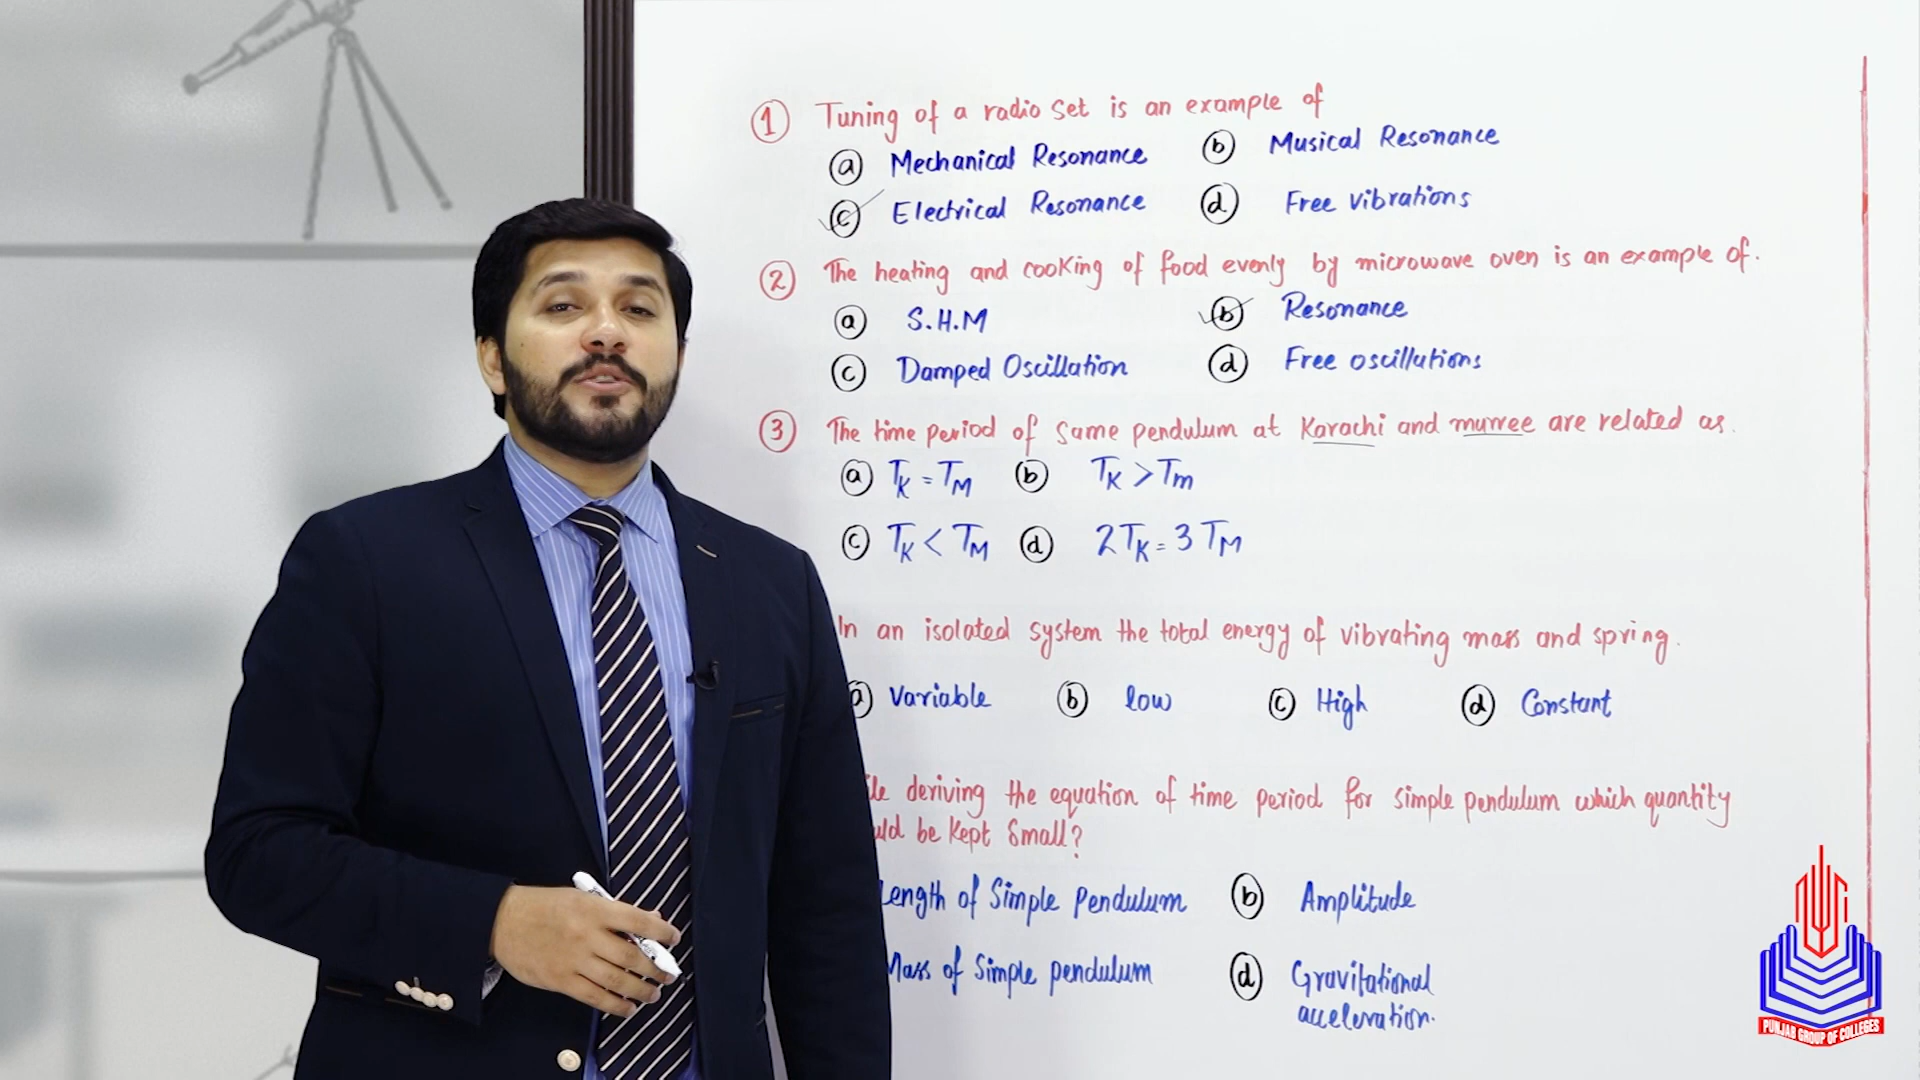 1 Tuning of a radio set is an example of
a Mechanical Resonance b Musical Resonance
c Electrical Resonance d Free vibrations
2 The heating and cooking of food evenly by microwave oven is an example of.
a S.H.M b Resonance
c Damped Oscillation d Free oscillations
3 The time period of same pendulum at Karachi and murree are related as.
a TK = TM b TK > Tm
c TK < TM d 2TK = 3TM
In an isolated system the total energy of vibrating mass and spring.
a variable b low c High d Constant
deriving the equation of time period for simple pendulum which quantity
be kept small?
Length of Simple Pendulum b Amplitude
Mass of Simple pendulum d Gravitational
acceleration.
PUNJAB GROUP OF COLLEGES